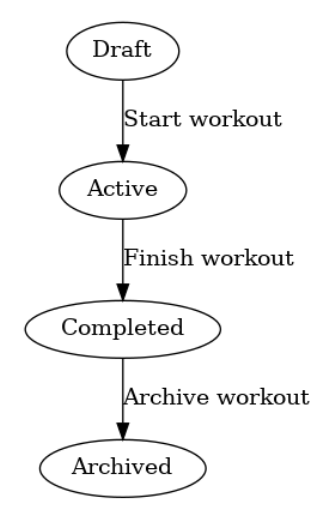 Draft
Start workout
Active
Finish workout
Completed
Archive workout
Archived